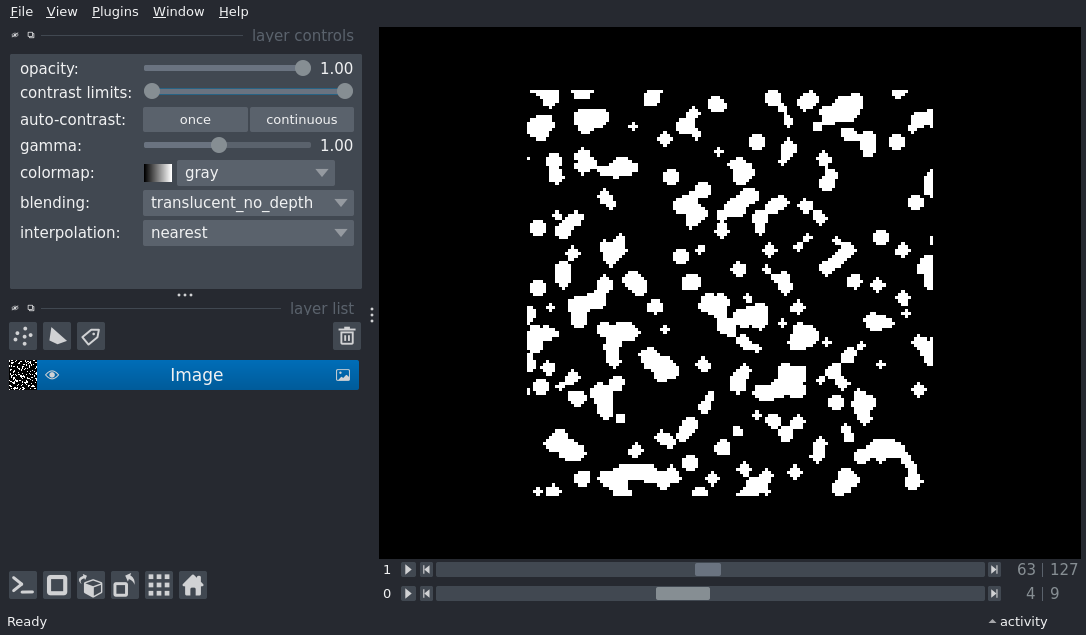 File View Plugins Window Help
layer controls
opacity: 1.00
contrast limits:
auto-contrast: once continuous
gamma: 1.00
colormap: gray
blending: translucent_no_depth
interpolation: nearest
layer list
Image
1 63 | 127
0 4 | 9
Ready activity